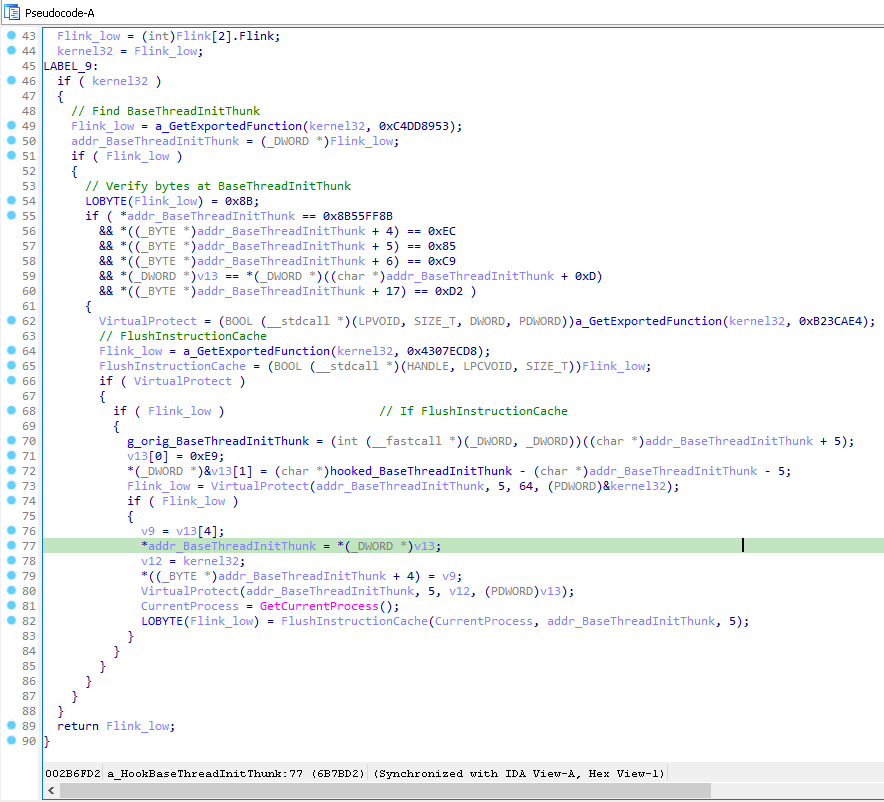 Pseudocode-A
43 Flink_low = (int)Flink[2].Flink;
44 kernel32 = Flink_low;
45 LABEL_9:
46 if ( kernel32 )
47 {
48 // Find BaseThreadInitThunk
49 Flink_low = a_GetExportedFunction(kernel32, 0xC4DD8953);
50 addr_BaseThreadInitThunk = (_DWORD *)Flink_low;
51 if ( Flink_low )
52 {
53 // Verify bytes at BaseThreadInitThunk
54 LOBYTE(Flink_low) = 0x8B;
55 if ( *addr_BaseThreadInitThunk == 0x8B55FF8B
56 && *((_BYTE *)addr_BaseThreadInitThunk + 4) == 0xEC
57 && *((_BYTE *)addr_BaseThreadInitThunk + 5) == 0x85
58 && *((_BYTE *)addr_BaseThreadInitThunk + 6) == 0xC9
59 && *(_DWORD *)v13 == *(_DWORD *)((char *)addr_BaseThreadInitThunk + 0xD)
60 && *((_BYTE *)addr_BaseThreadInitThunk + 17) == 0xD2 )
61 {
62 VirtualProtect = (BOOL (__stdcall *)(LPVOID, SIZE_T, DWORD, PDWORD))a_GetExportedFunction(kernel32, 0xB23CAE4);
63 // FlushInstructionCache
64 Flink_low = a_GetExportedFunction(kernel32, 0x4307ECD8);
65 FlushInstructionCache = (BOOL (__stdcall *)(HANDLE, LPCVOID, SIZE_T))Flink_low;
66 if ( VirtualProtect )
67 {
68 if ( Flink_low ) // If FlushInstructionCache
69 {
70 g_orig_BaseThreadInitThunk = (int (__fastcall *)(_DWORD, _DWORD))((char *)addr_BaseThreadInitThunk + 5);
71 v13[0] = 0xE9;
72 *(_DWORD *)&v13[1] = (char *)hooked_BaseThreadInitThunk - (char *)addr_BaseThreadInitThunk - 5;
73 Flink_low = VirtualProtect(addr_BaseThreadInitThunk, 5, 64, (PDWORD)&kernel32);
74 if ( Flink_low )
75 {
76 v9 = v13[4];
77 *addr_BaseThreadInitThunk = *(_DWORD *)v13;
78 v12 = kernel32;
79 *((_BYTE *)addr_BaseThreadInitThunk + 4) = v9;
80 VirtualProtect(addr_BaseThreadInitThunk, 5, v12, (PDWORD)v13);
81 CurrentProcess = GetCurrentProcess();
82 LOBYTE(Flink_low) = FlushInstructionCache(CurrentProcess, addr_BaseThreadInitThunk, 5);
83 }
84 }
85 }
86 }
87 }
88 }
89 return Flink_low;
90 }
002B6FD2 a_HookBaseThreadInitThunk:77 (6B7BD2) (Synchronized with IDA View-A, Hex View-1)